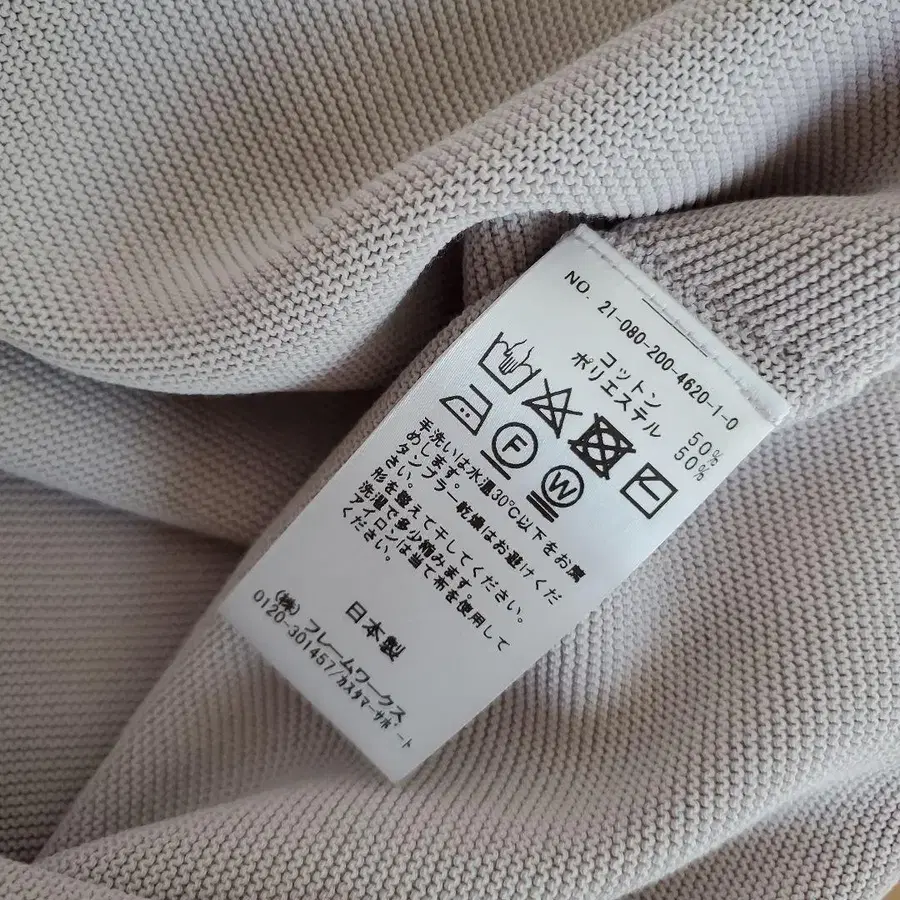 NO. 21-080-200-4620-1-0
コットン 50%
ポリエステル 50%
F
W
手洗いは水温30℃以下をお薦
めします。
タンブラー乾燥はお避けくだ
さい。
形を整えて干してください。
洗濯で多少縮みます。
アイロンは当て布を使用して
ください。
日本製
(株)フレームワークス
0120-301457/カスタマーサポート